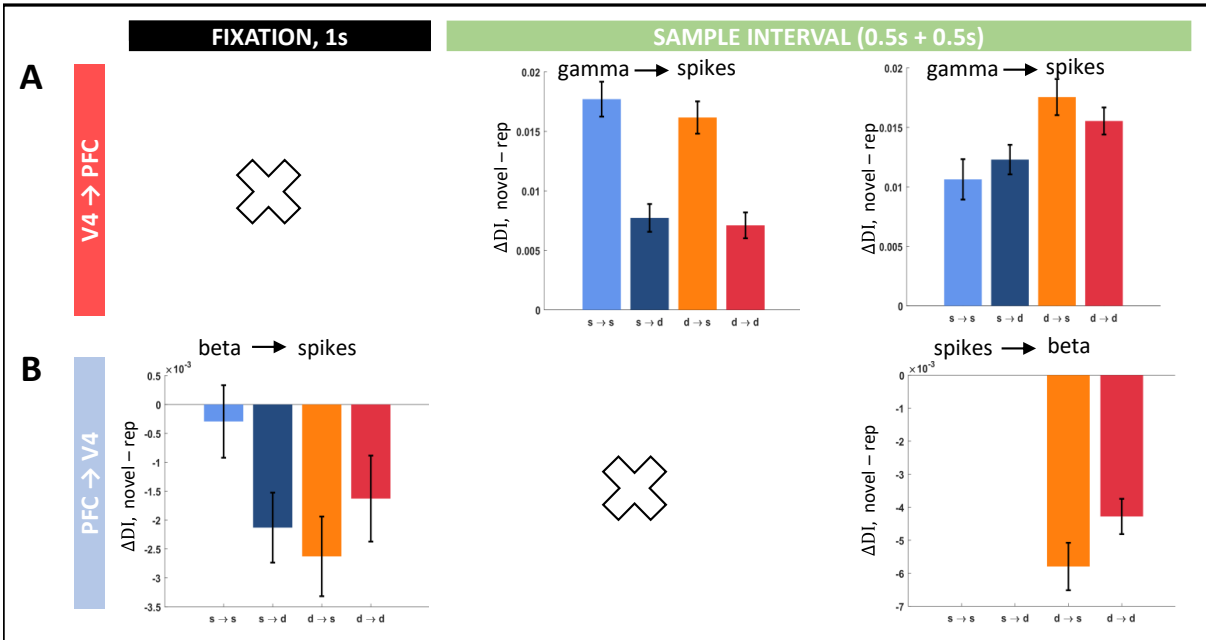 FIXATION, 1s
SAMPLE INTERVAL (0.5s + 0.5s)
A
V4 → PFC
gamma → spikes
0.02
0.015
0.01
0.005
0
ΔDI, novel – rep
s → s
s → d
d → s
d → d
gamma → spikes
0.02
0.015
0.01
0.005
0
ΔDI, novel – rep
s → s
s → d
d → s
d → d
B
PFC → V4
beta → spikes
×10⁻³
0.5
0
-0.5
-1
-1.5
-2
-2.5
-3
-3.5
ΔDI, novel – rep
s → s
s → d
d → s
d → d
spikes → beta
×10⁻³
0
-1
-2
-3
-4
-5
-6
-7
ΔDI, novel – rep
s → s
s → d
d → s
d → d